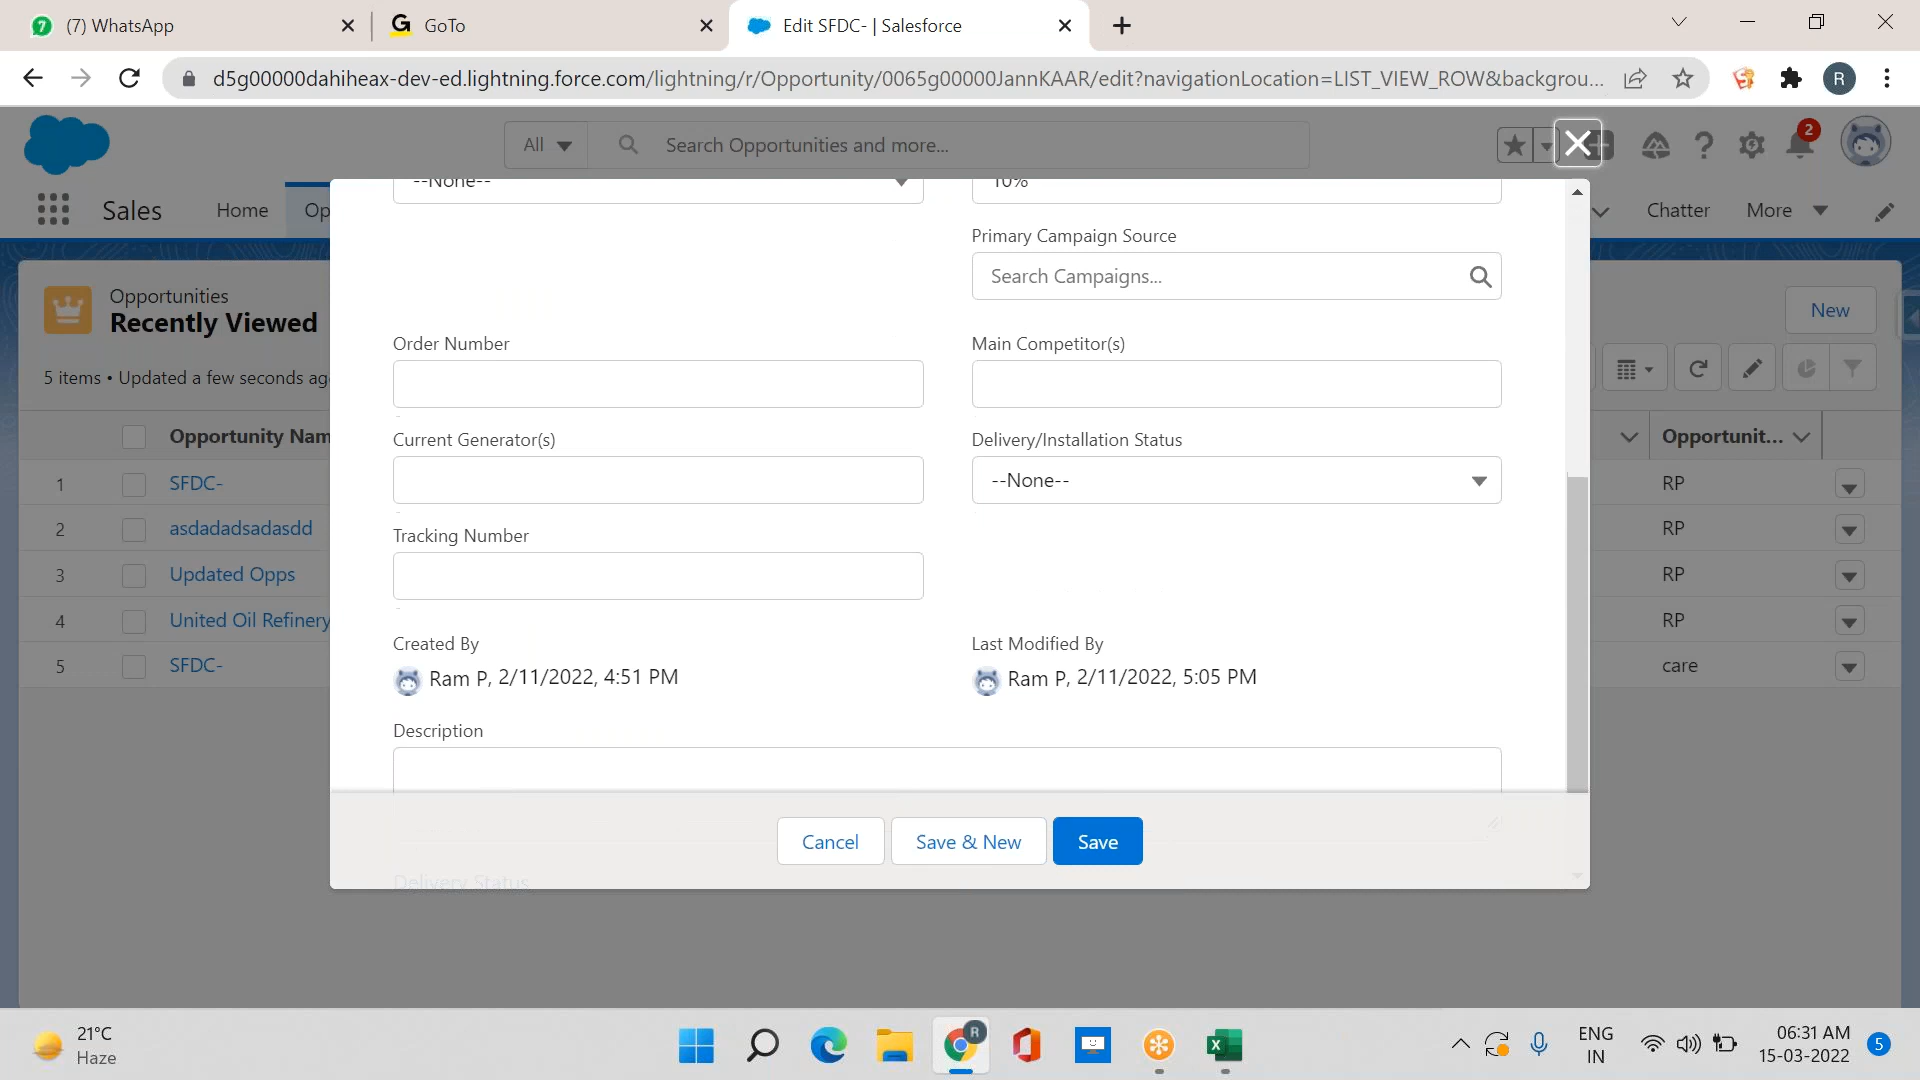 (7) WhatsApp
GoTo
Edit SFDC- | Salesforce
d5g00000dahiheax-dev-ed.lightning.force.com/lightning/r/Opportunity/0065g00000JannKAAR/edit?navigationLocation=LIST_VIEW_ROW&backgrou...
R
All
Search Opportunities and more...
2
Sales
Home
Op
Chatter
More
--None--
10%
Primary Campaign Source
Search Campaigns...
Opportunities
Recently Viewed
New
5 items • Updated a few seconds ag
Order Number
Main Competitor(s)
Current Generator(s)
Delivery/Installation Status
--None--
Tracking Number
Opportunity Nam
Opportunit...
1 SFDC- RP
2 asdadadsadasdd RP
3 Updated Opps RP
4 United Oil Refinery RP
5 SFDC- care
Created By
Ram P, 2/11/2022, 4:51 PM
Last Modified By
Ram P, 2/11/2022, 5:05 PM
Description
Cancel
Save & New
Save
Delivery Status
21°C
Haze
R
ENG
IN
06:31 AM
15-03-2022
5